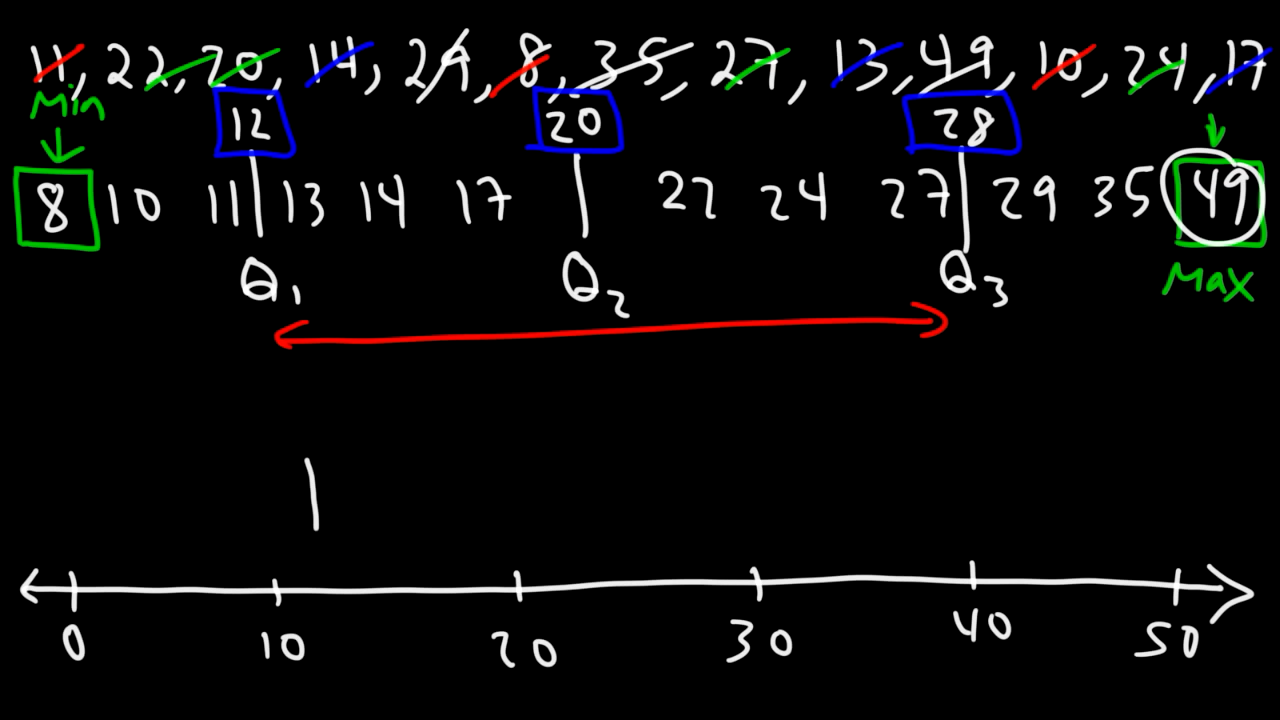 11, 22, 20, 14, 29, 8, 35, 27, 13, 49, 10, 24, 17
Min 12 20 28
8 10 11 13 14 17 22 24 27 29 35 49
Q1 Q2 Q3 Max
0 10 20 30 40 50